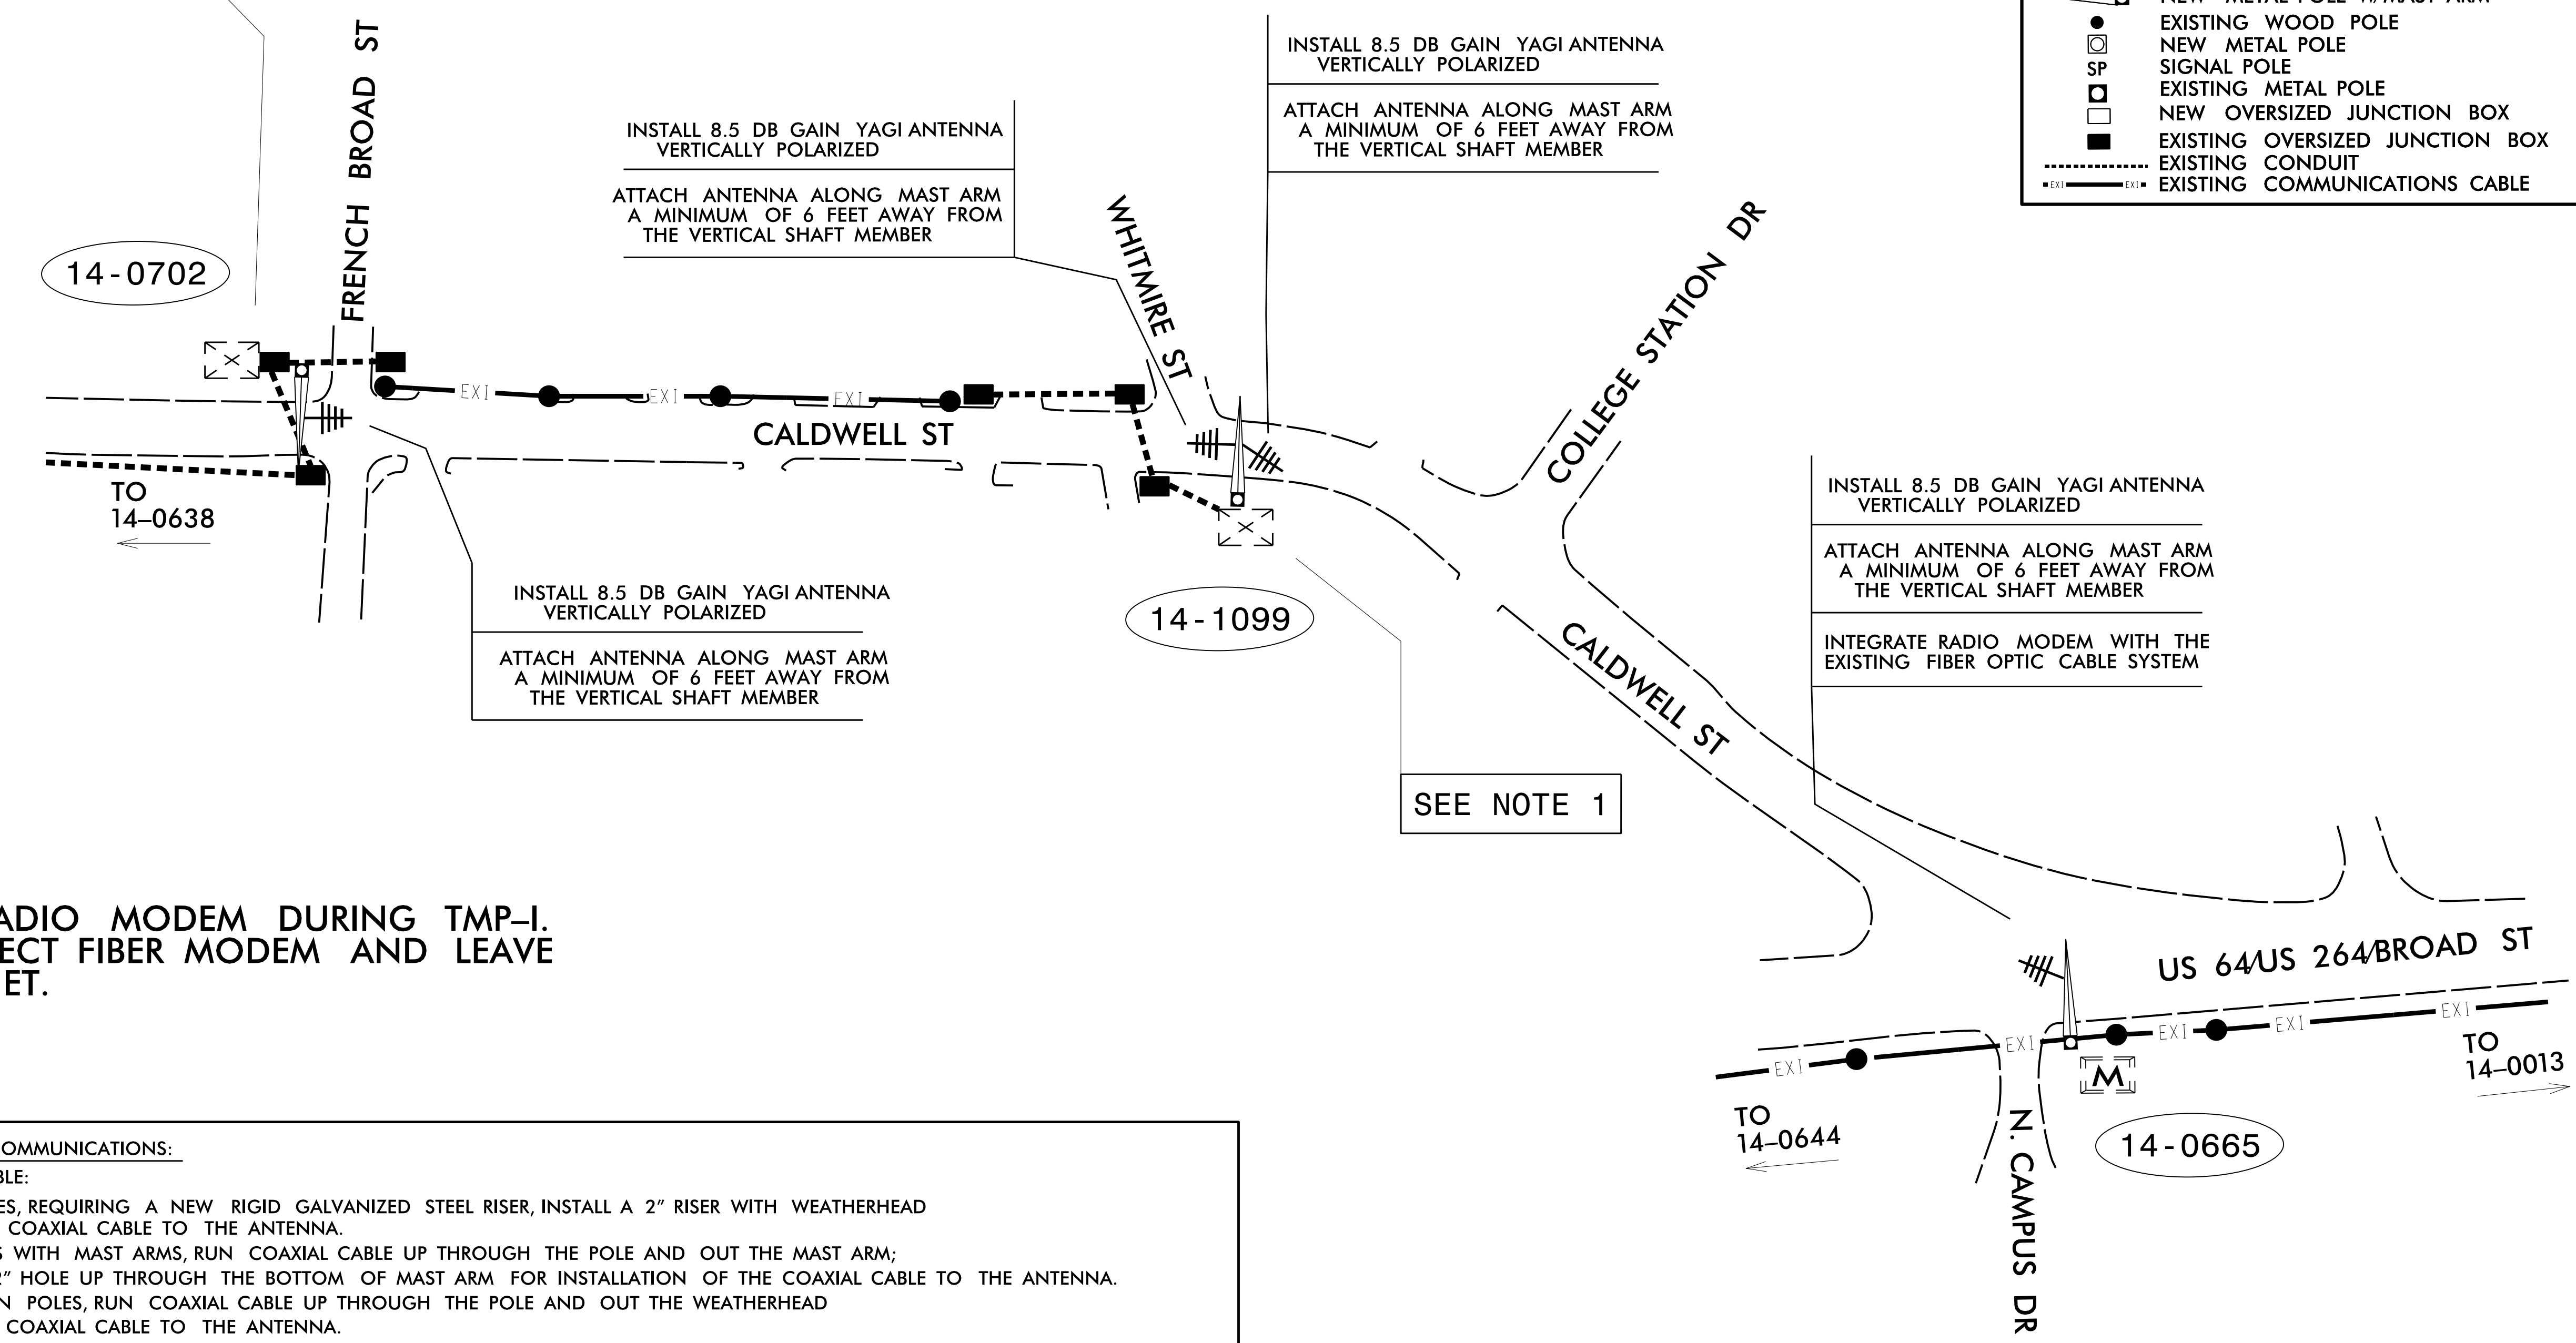 NEW METAL POLE W/MAST ARM
EXISTING WOOD POLE
NEW METAL POLE
SP SIGNAL POLE
EXISTING METAL POLE
NEW OVERSIZED JUNCTION BOX
EXISTING OVERSIZED JUNCTION BOX
EXISTING CONDUIT
EXI EXI EXISTING COMMUNICATIONS CABLE
INSTALL 8.5 DB GAIN YAGI ANTENNA
VERTICALLY POLARIZED
ATTACH ANTENNA ALONG MAST ARM
A MINIMUM OF 6 FEET AWAY FROM
THE VERTICAL SHAFT MEMBER
INSTALL 8.5 DB GAIN YAGI ANTENNA
VERTICALLY POLARIZED
ATTACH ANTENNA ALONG MAST ARM
A MINIMUM OF 6 FEET AWAY FROM
THE VERTICAL SHAFT MEMBER
FRENCH BROAD ST
WHITMIRE ST
COLLEGE STATION DR
14-0702
EXI
EXI
EXI
CALDWELL ST
TO
14-0638
INSTALL 8.5 DB GAIN YAGI ANTENNA
VERTICALLY POLARIZED
ATTACH ANTENNA ALONG MAST ARM
A MINIMUM OF 6 FEET AWAY FROM
THE VERTICAL SHAFT MEMBER
14-1099
INSTALL 8.5 DB GAIN YAGI ANTENNA
VERTICALLY POLARIZED
ATTACH ANTENNA ALONG MAST ARM
A MINIMUM OF 6 FEET AWAY FROM
THE VERTICAL SHAFT MEMBER
INTEGRATE RADIO MODEM WITH THE
EXISTING FIBER OPTIC CABLE SYSTEM
CALDWELL ST
SEE NOTE 1
US 64/US 264/BROAD ST
EXI
EXI
EXI
EXI
EXI
TO
14-0013
M
TO
14-0644
14-0665
N. CAMPUS DR
ADIO MODEM DURING TMP-I.
ECT FIBER MODEM AND LEAVE
ET.
OMMUNICATIONS:
BLE:
ES, REQUIRING A NEW RIGID GALVANIZED STEEL RISER, INSTALL A 2" RISER WITH WEATHERHEAD
COAXIAL CABLE TO THE ANTENNA.
S WITH MAST ARMS, RUN COAXIAL CABLE UP THROUGH THE POLE AND OUT THE MAST ARM;
2" HOLE UP THROUGH THE BOTTOM OF MAST ARM FOR INSTALLATION OF THE COAXIAL CABLE TO THE ANTENNA.
N POLES, RUN COAXIAL CABLE UP THROUGH THE POLE AND OUT THE WEATHERHEAD
COAXIAL CABLE TO THE ANTENNA.